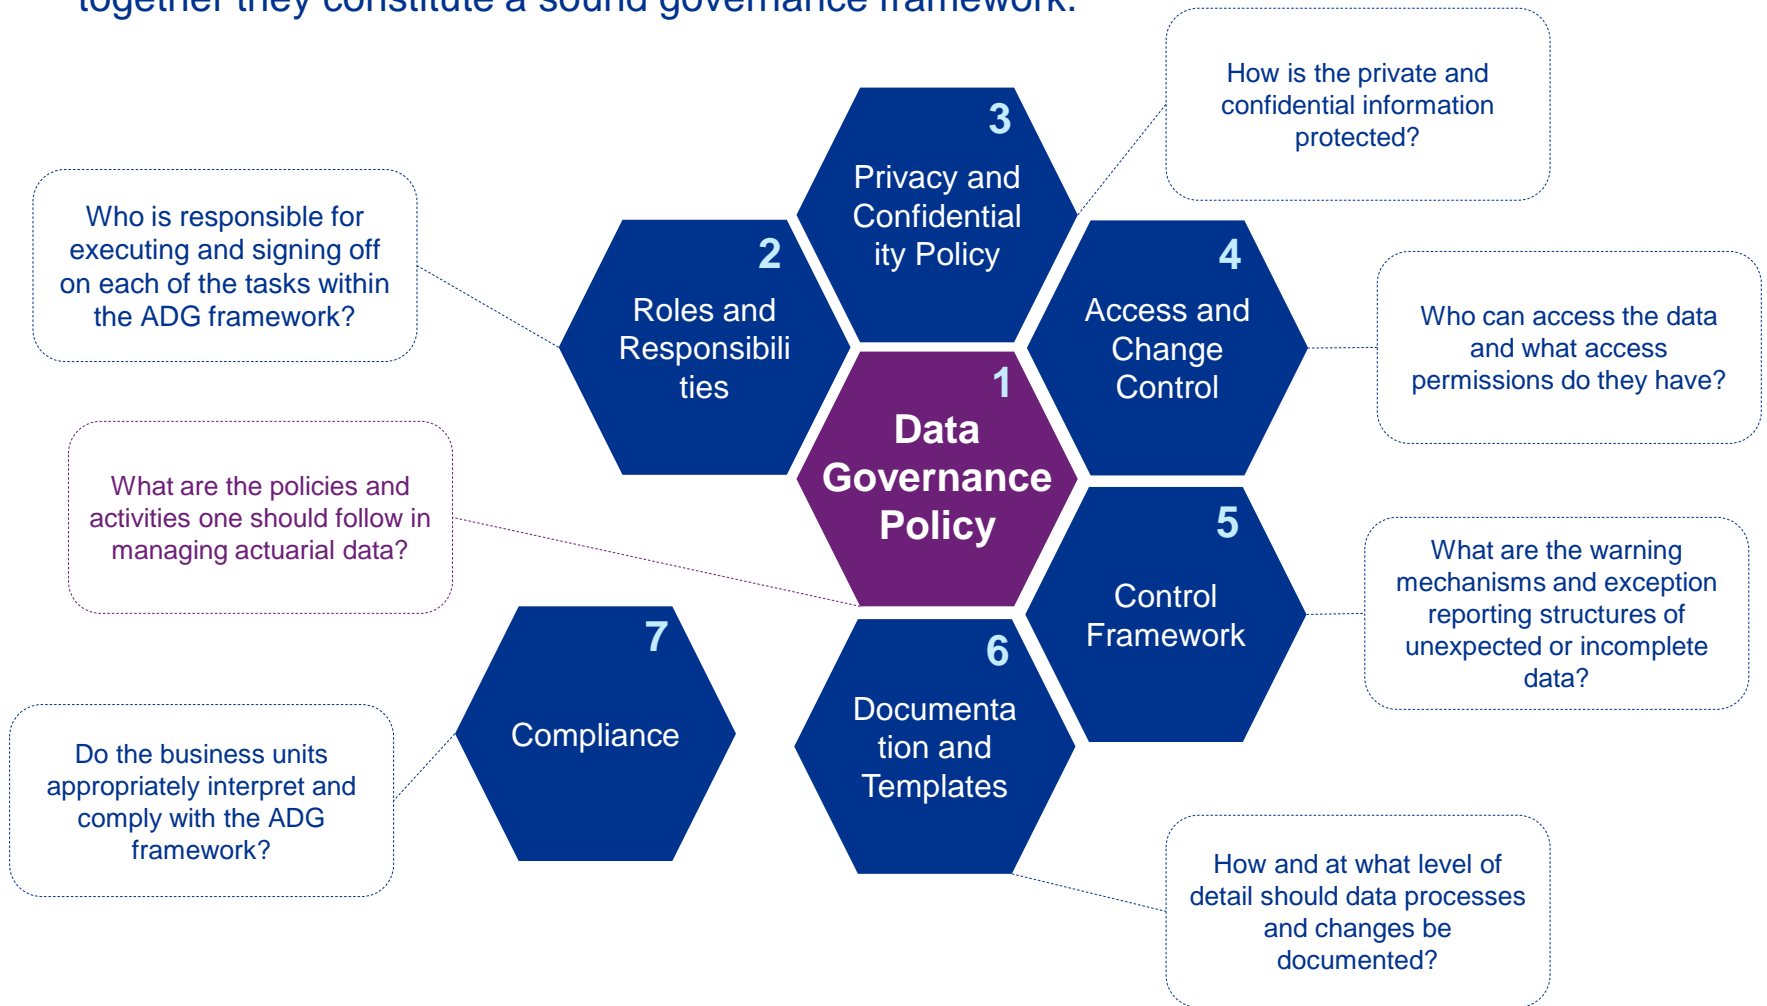 together they constitute a sound governance framework.
3
Privacy and
Confidential
ity Policy
How is the private and
confidential information
protected?
2
Roles and
Responsibili
ties
Who is responsible for
executing and signing off
on each of the tasks within
the ADG framework?
4
Access and
Change
Control
Who can access the data
and what access
permissions do they have?
1
Data
Governance
Policy
What are the policies and
activities one should follow in
managing actuarial data?
5
Control
Framework
What are the warning
mechanisms and exception
reporting structures of
unexpected or incomplete
data?
7
Compliance
Do the business units
appropriately interpret and
comply with the ADG
framework?
6
Documenta
tion and
Templates
How and at what level of
detail should data processes
and changes be
documented?